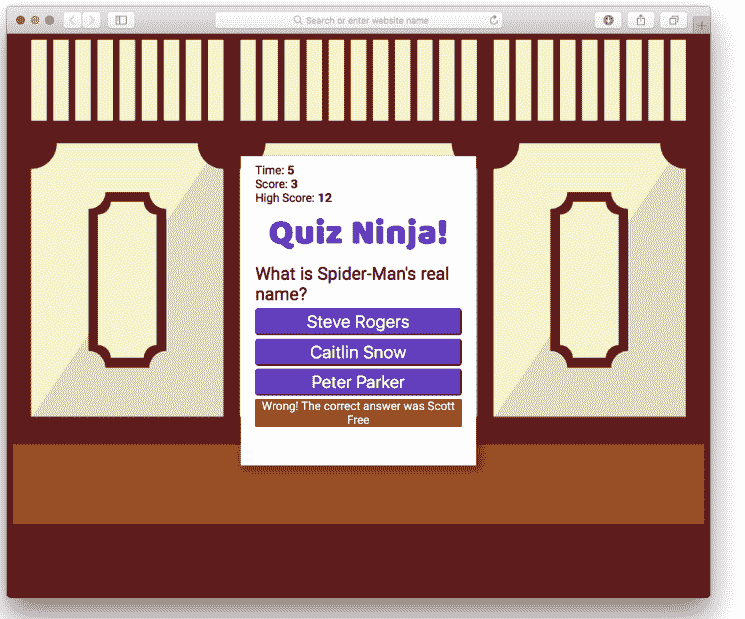 Search or enter website name
Time: 5
Score: 3
High Score: 12
Quiz Ninja!
What is Spider-Man's real
name?
Steve Rogers
Caitlin Snow
Peter Parker
Wrong! The correct answer was Scott
Free